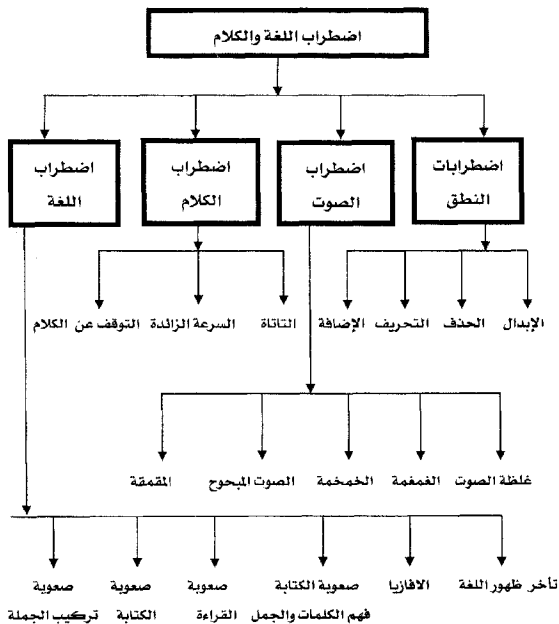 اضطراب اللغة والكلام
اضطرابات النطق
اضطراب الصوت
اضطراب الكلام
اضطراب اللغة
الإبدال
الحذف
التحريف
الإضافة
التاتاة
السرعة الزائدة
التوقف عن الكلام
غلظة الصوت
الغمغمة
الخمخمة
الصوت المبحوح
المقمقة
تأخر ظهور اللغة
الافازيا
صعوبة الكتابة
فهم الكلمات والجمل
صعوبة
القراءة
صعوبة
الكتابة
صعوبة
تركيب الجملة